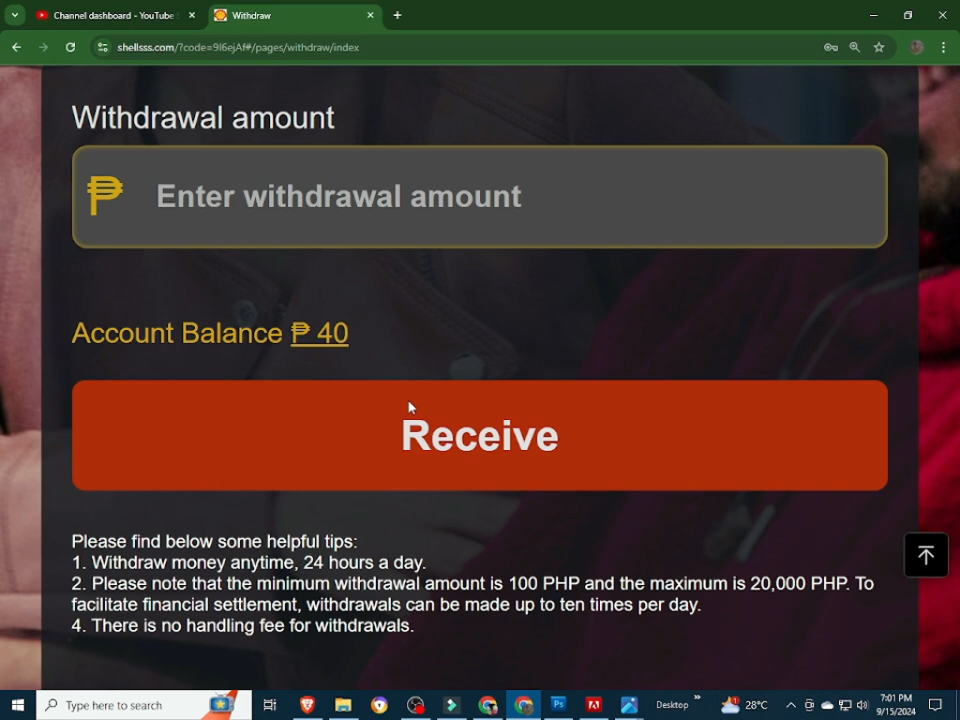 Channel dashboard - YouTube
Withdraw
shellsss.com/?code=9l6ejAf#/pages/withdraw/index
Withdrawal amount
₱ Enter withdrawal amount
Account Balance ₱ 40
Receive
Please find below some helpful tips:
1. Withdraw money anytime, 24 hours a day.
2. Please note that the minimum withdrawal amount is 100 PHP and the maximum is 20,000 PHP. To
facilitate financial settlement, withdrawals can be made up to ten times per day.
4. There is no handling fee for withdrawals.
Type here to search
Ps
Desktop
28°C
7:01 PM
9/15/2024